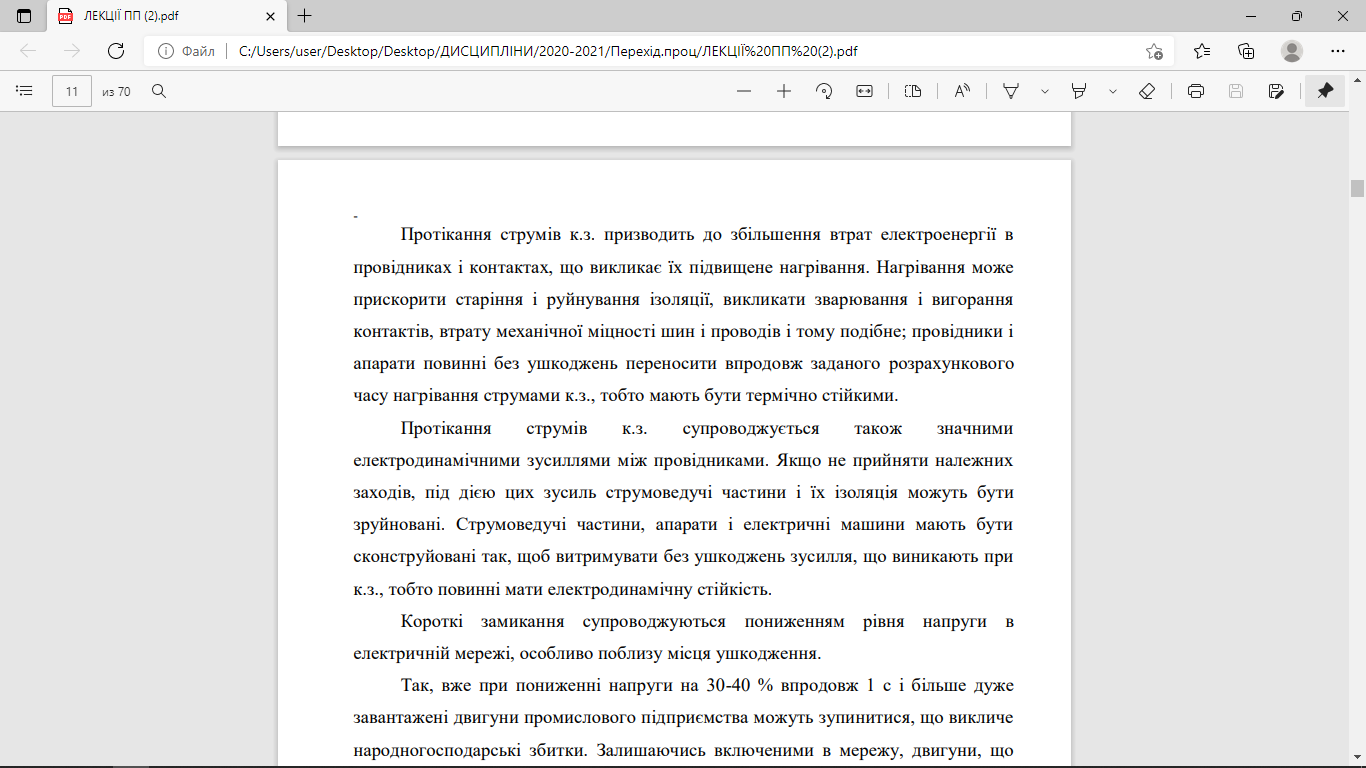 ЛЕКЦІЇ ПП (2).pdf
Файл C:/Users/user/Desktop/Desktop/ДИСЦИПЛІНИ/2020-2021/Перехід.проц/ЛЕКЦІЇ%20ПП%20(2).pdf
11 из 70
-
Протікання струмів к.з. призводить до збільшення втрат електроенергії в
провідниках і контактах, що викликає їх підвищене нагрівання. Нагрівання може
прискорити старіння і руйнування ізоляції, викликати зварювання і вигорання
контактів, втрату механічної міцності шин і проводів і тому подібне; провідники і
апарати повинні без ушкоджень переносити впродовж заданого розрахункового
часу нагрівання струмами к.з., тобто мають бути термічно стійкими.
Протікання струмів к.з. супроводжується також значними
електродинамічними зусиллями між провідниками. Якщо не прийняти належних
заходів, під дією цих зусиль струмоведучі частини і їх ізоляція можуть бути
зруйновані. Струмоведучі частини, апарати і електричні машини мають бути
сконструйовані так, щоб витримувати без ушкоджень зусилля, що виникають при
к.з., тобто повинні мати електродинамічну стійкість.
Короткі замикання супроводжуються пониженням рівня напруги в
електричній мережі, особливо поблизу місця ушкодження.
Так, вже при пониженні напруги на 30-40 % впродовж 1 с і більше дуже
завантажені двигуни промислового підприємства можуть зупинитися, що викличе
народногосподарські збитки. Залишаючись включеними в мережу, двигуни, що